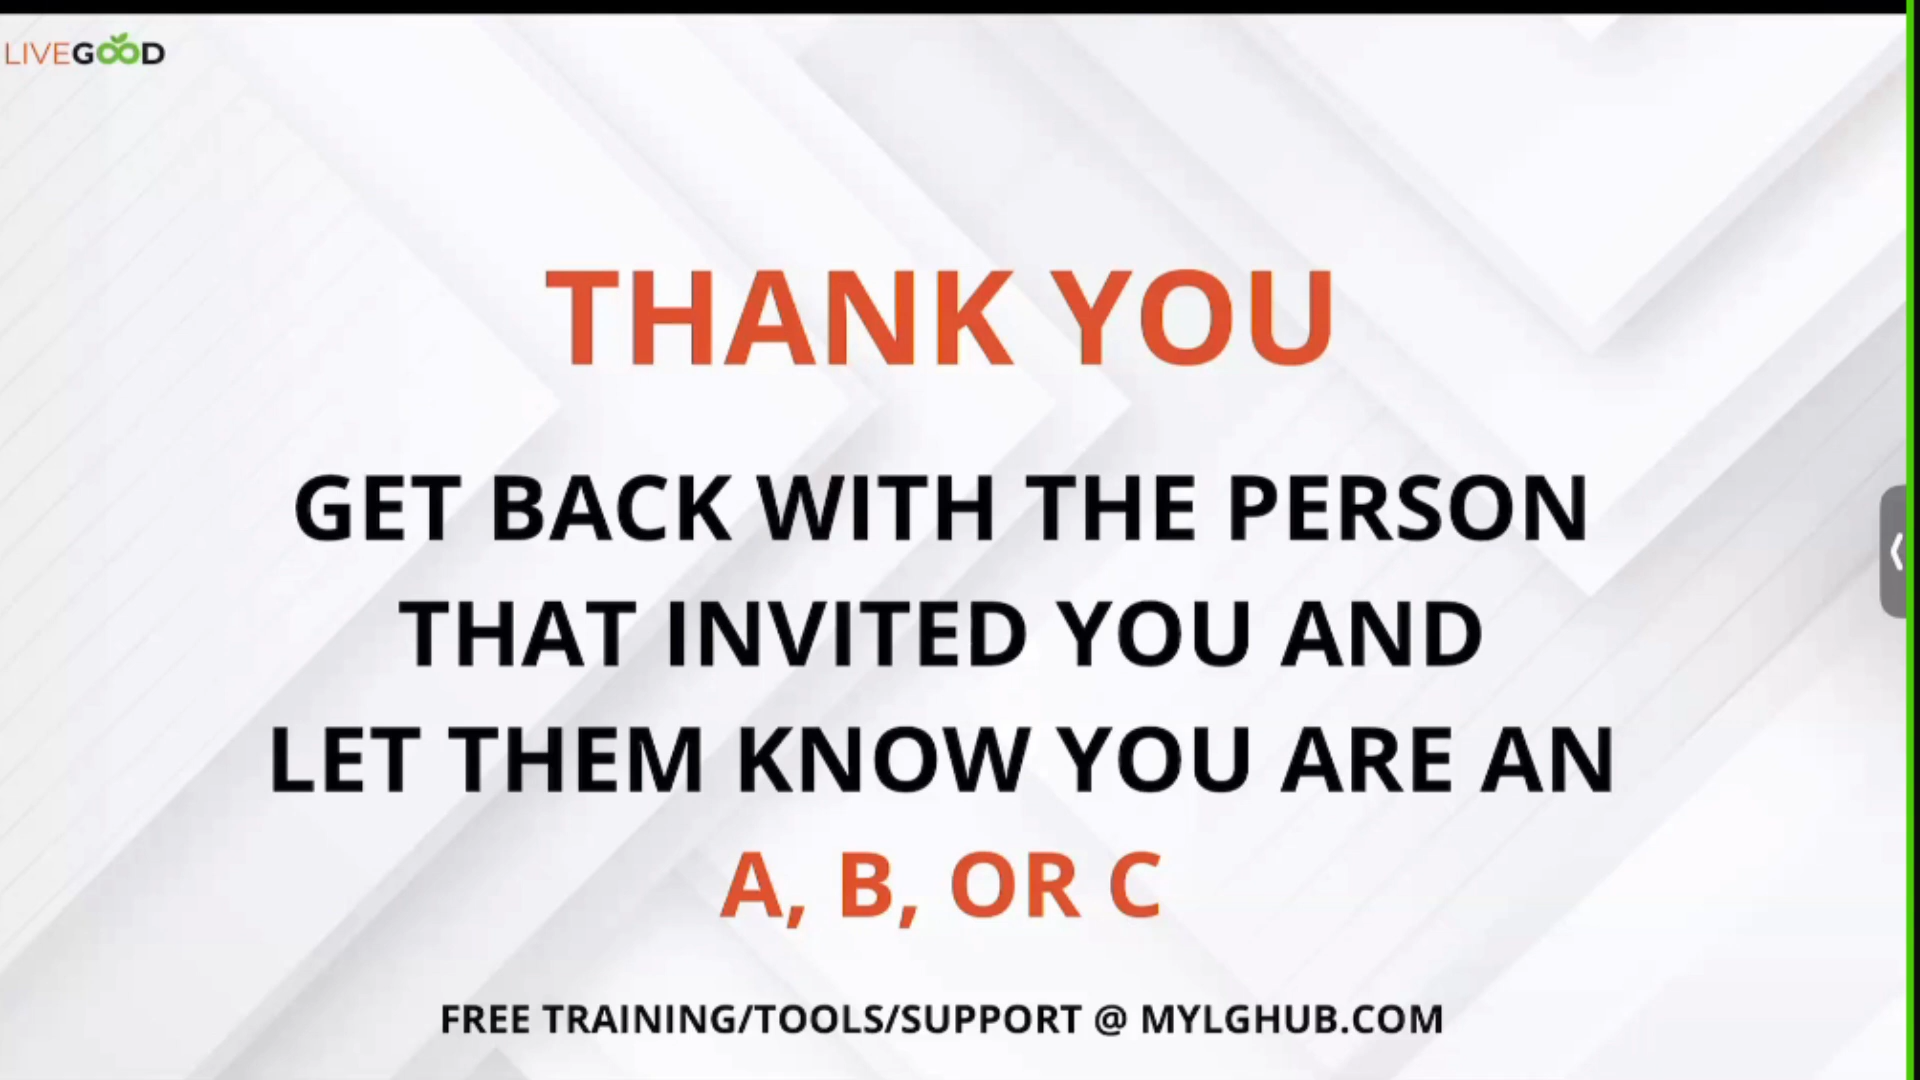 LIVEGOOD
THANK YOU
GET BACK WITH THE PERSON
THAT INVITED YOU AND
LET THEM KNOW YOU ARE AN
A, B, OR C
FREE TRAINING/TOOLS/SUPPORT @ MYLGHUB.COM